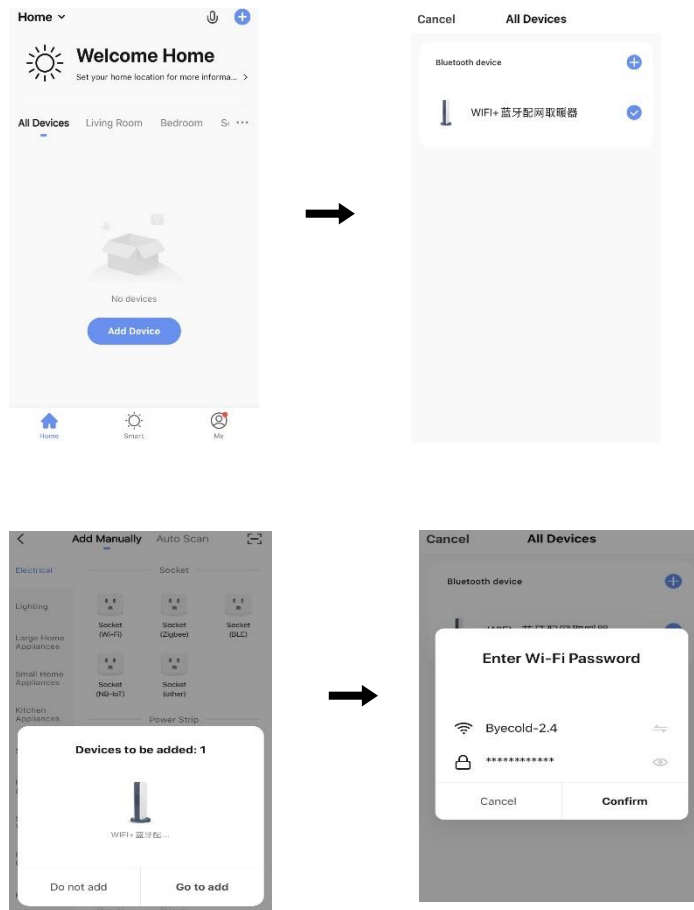 Home
Welcome Home
Set your home location for more informa... >
All Devices Living Room Bedroom ...
No devices
Add Device
Home Smart Me
Cancel All Devices
Bluetooth device
WIFI+蓝牙配网取暖器
Add Manually Auto Scan
Electrical
Socket
Lighting
Socket (Wi-Fi)
Socket (Zigbee)
Socket (BLE)
Large Home Appliances
Small Home Appliances
Socket (NB-IoT)
Socket (other)
Kitchen Appliances
Power Strip
Devices to be added: 1
WIFI+蓝牙配...
Do not add Go to add
Cancel All Devices
Bluetooth device
Enter Wi-Fi Password
Byecold-2.4
************
Cancel Confirm